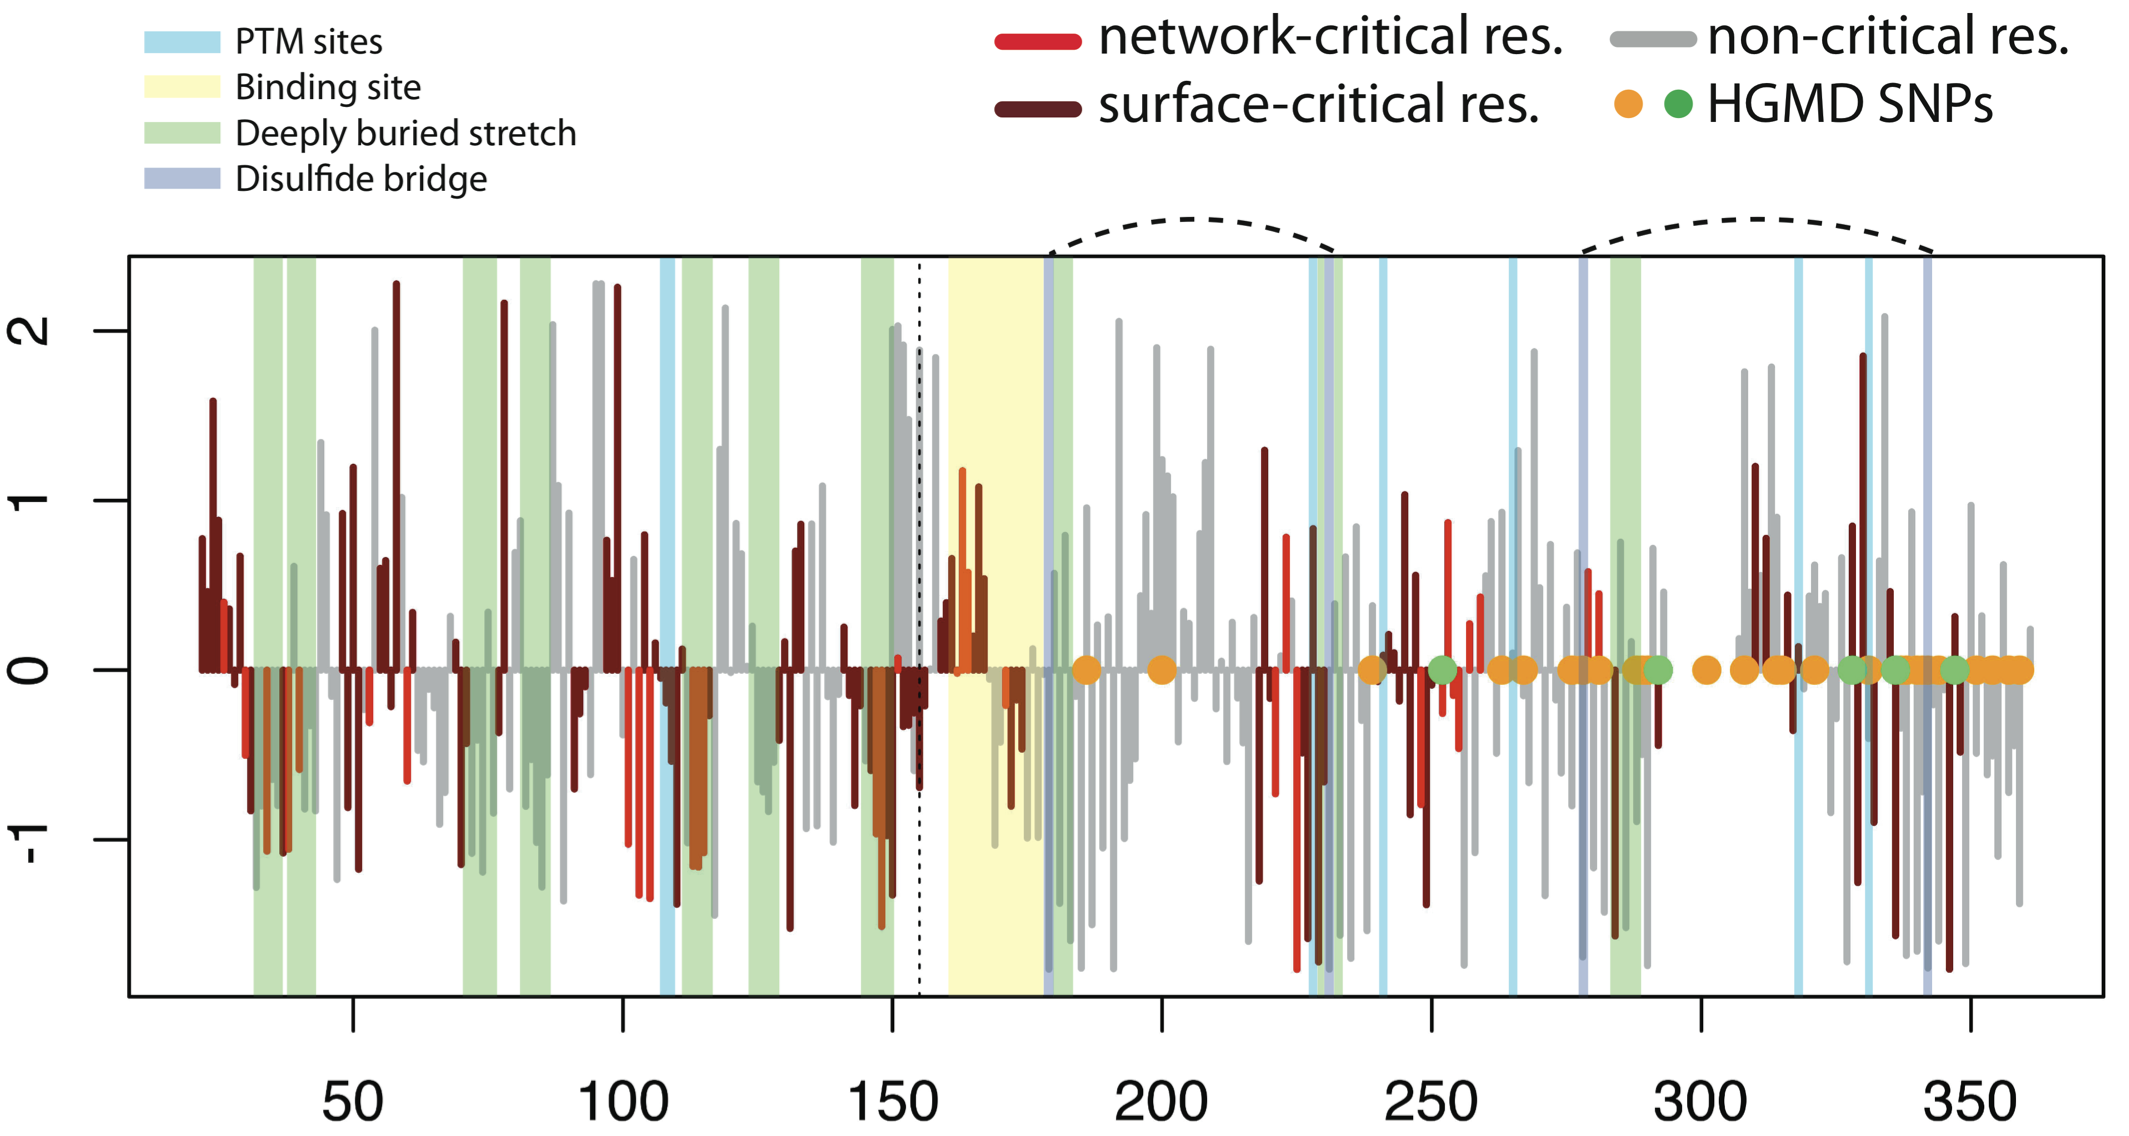 PTM sites
Binding site
Deeply buried stretch
Disulfide bridge
network-critical res.
non-critical res.
surface-critical res.
HGMD SNPs
2
1
0
-1
50 100 150 200 250 300 350